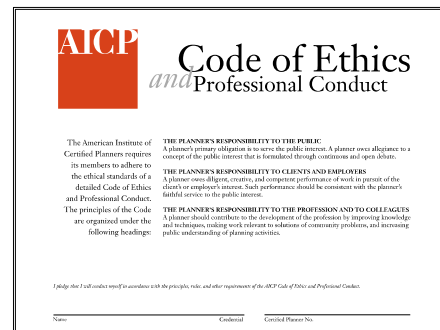 AICP
Code of Ethics
and Professional Conduct
The American Institute of
Certified Planners requires
its members to adhere to
the ethical standards of a
detailed Code of Ethics
and Professional Conduct.
The principles of the Code
are organized under the
following headings:
THE PLANNER'S RESPONSIBILITY TO THE PUBLIC
A planner's primary obligation is to serve the public interest. A planner owes allegiance to a
concept of the public interest that is formulated through continuous and open debate.
THE PLANNER'S RESPONSIBILITY TO CLIENTS AND EMPLOYERS
A planner owes diligent, creative, and competent performance of work in pursuit of the
client's or employer's interest. Such performance should be consistent with the planner's
faithful service to the public interest.
THE PLANNER'S RESPONSIBILITY TO THE PROFESSION AND TO COLLEAGUES
A planner should contribute to the development of the profession by improving knowledge
and techniques, making work relevant to solutions of community problems, and increasing
public understanding of planning activities.
I pledge that I will conduct myself in accordance with the principles, rules, and other requirements of the AICP Code of Ethics and Professional Conduct.
Name
Credential
Certified Planner No.